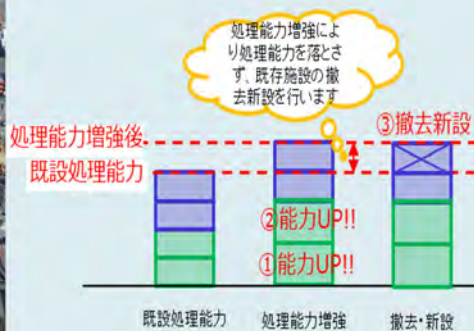 処理能力増強によ
り処理能力を落とさ
ず、既存施設の撤
去新設を行います
③撤去新設
処理能力増強後
既設処理能力
②能力UP!!
①能力UP!!
既設処理能力
処理能力増強
撤去・新設